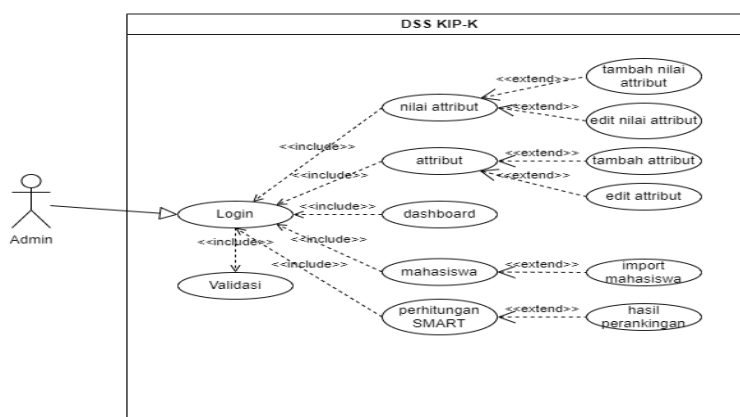 DSS KIP-K
tambah nilai
attribut
<<extend>>
nilai attribut
<<extend>>
edit nilai attribut
<<include>>
<<extend>>
attribut
tambah attribut
<<include>>
<<extend>>
edit attribut
Admin
Login
<<include>>
dashboard
<<include>>
<<include>>
Validasi
mahasiswa
<<extend>>
import
mahasiswa
<<include>>
perhitungan
SMART
<<extend>>
hasil
perankingan